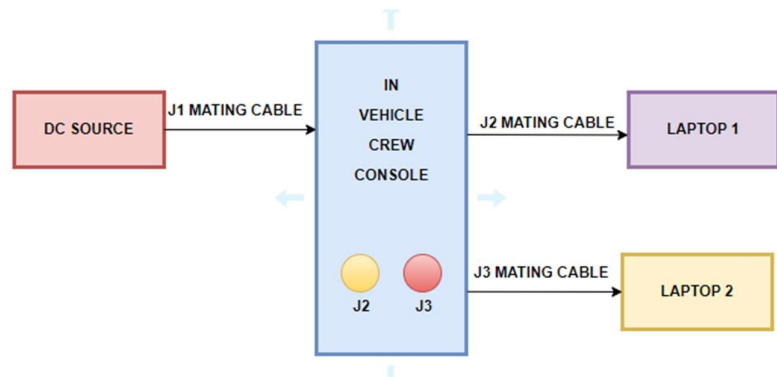 DC SOURCE
J1 MATING CABLE
IN
VEHICLE
CREW
CONSOLE
J2
J3
J2 MATING CABLE
LAPTOP 1
J3 MATING CABLE
LAPTOP 2